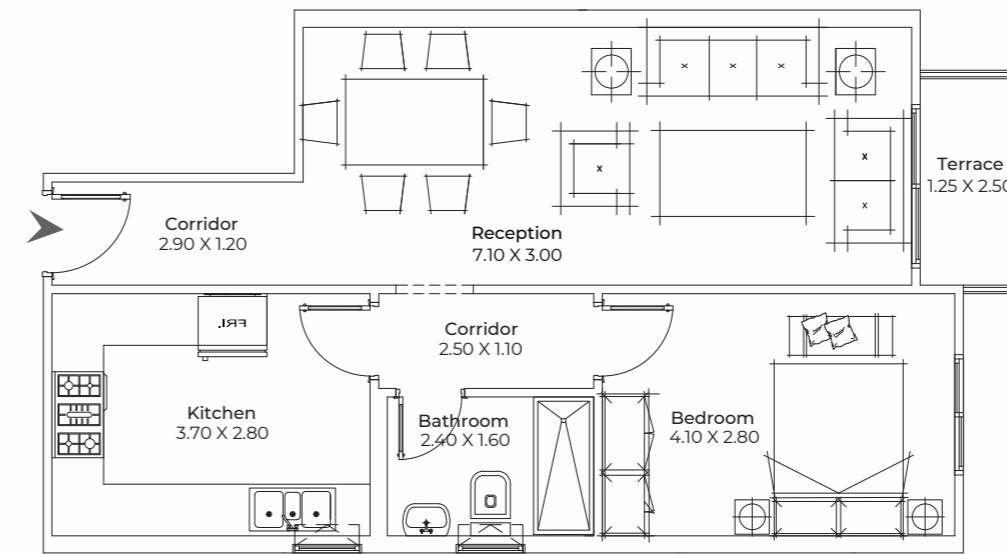 Corridor
2.90 X 1.20
Reception
7.10 X 3.00
Terrace
1.25 X 2.50
Corridor
2.50 X 1.10
FRI.
Kitchen
3.70 X 2.80
Bathroom
2.40 X 1.60
Bedroom
4.10 X 2.80